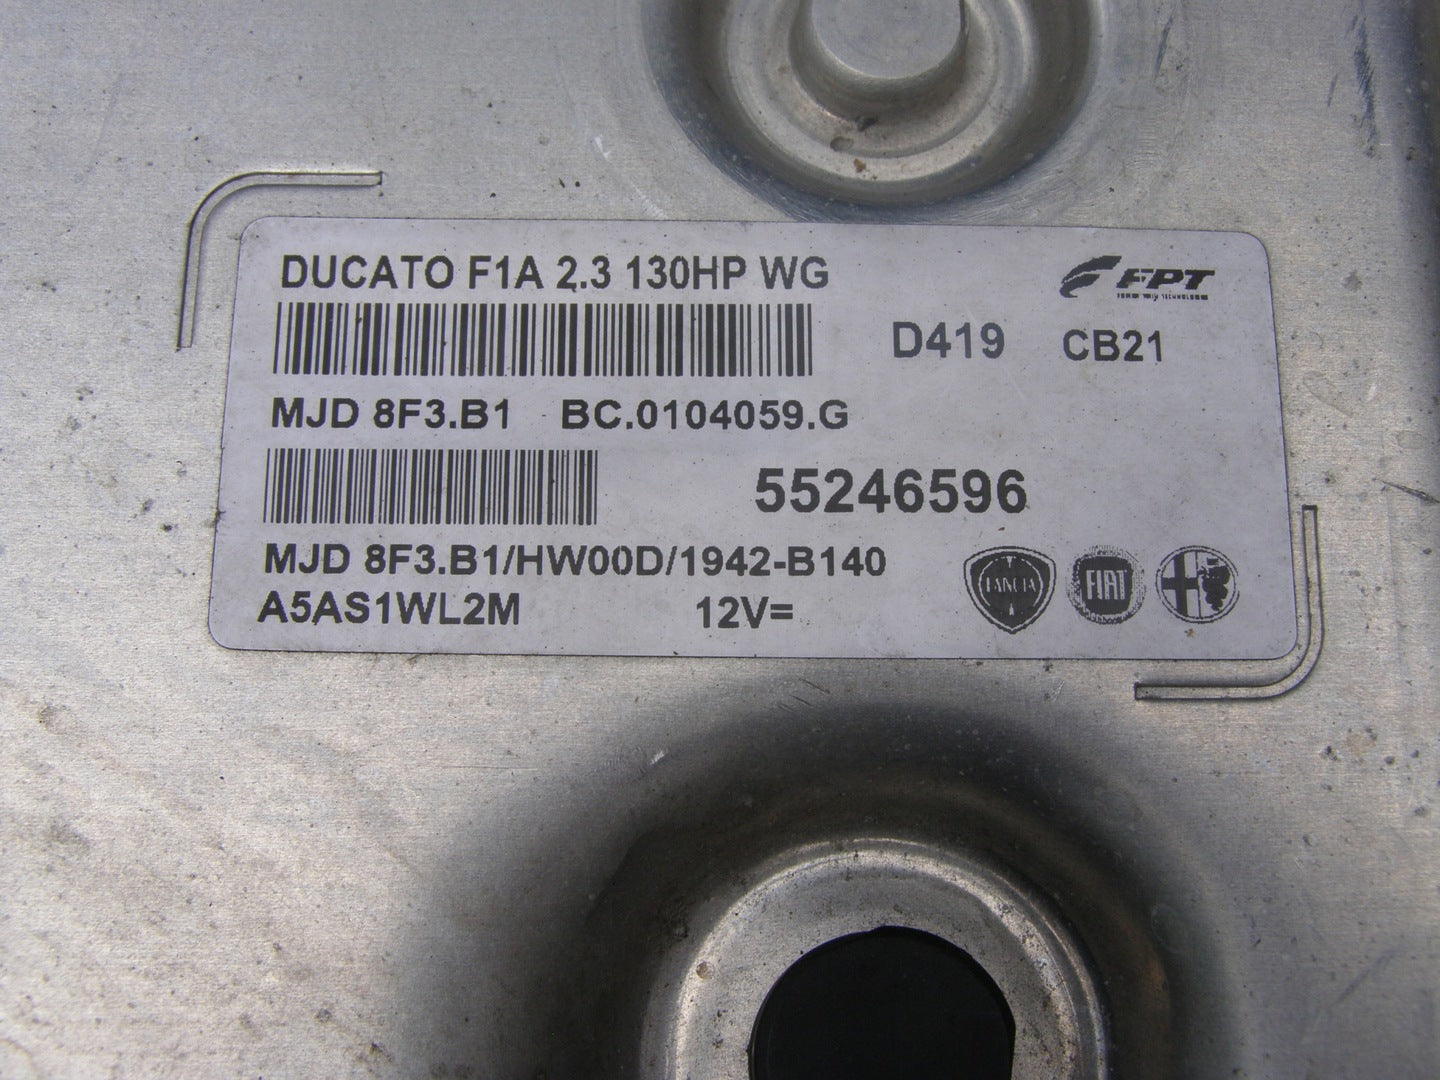 DUCATO F1A 2.3 130HP WG
FPT
D419 CB21
MJD 8F3.B1 BC.0104059.G
55246596
MJD 8F3.B1/HW00D/1942-B140
A5AS1WL2M 12V=
LANCIA FIAT